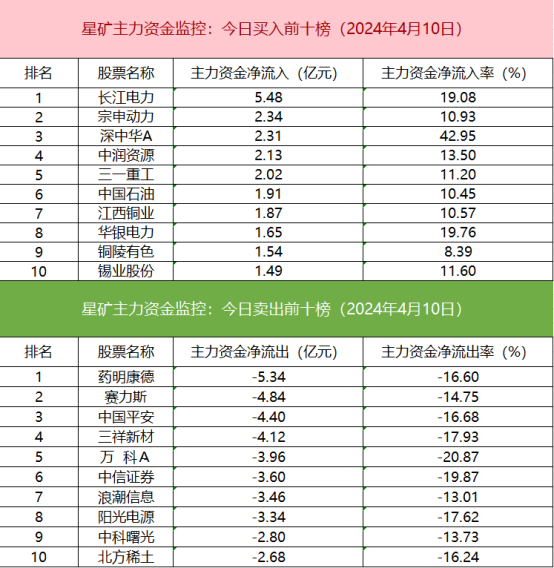 星矿主力资金监控：今日买入前十榜（2024年4月10日）
排名 股票名称 主力资金净流入（亿元） 主力资金净流入率（%）
1 长江电力 5.48 19.08
2 宗申动力 2.34 10.93
3 深中华A 2.31 42.95
4 中润资源 2.13 13.50
5 三一重工 2.02 11.20
6 中国石油 1.91 10.45
7 江西铜业 1.87 10.57
8 华银电力 1.65 19.76
9 铜陵有色 1.54 8.39
10 锡业股份 1.49 11.60
星矿主力资金监控：今日卖出前十榜（2024年4月10日）
排名 股票名称 主力资金净流出（亿元） 主力资金净流出率（%）
1 药明康德 -5.34 -16.60
2 赛力斯 -4.84 -14.75
3 中国平安 -4.40 -16.68
4 三祥新材 -4.12 -17.93
5 万 科A -3.96 -20.87
6 中信证券 -3.60 -19.87
7 浪潮信息 -3.46 -13.01
8 阳光电源 -3.34 -17.62
9 中科曙光 -2.80 -13.73
10 北方稀土 -2.68 -16.24